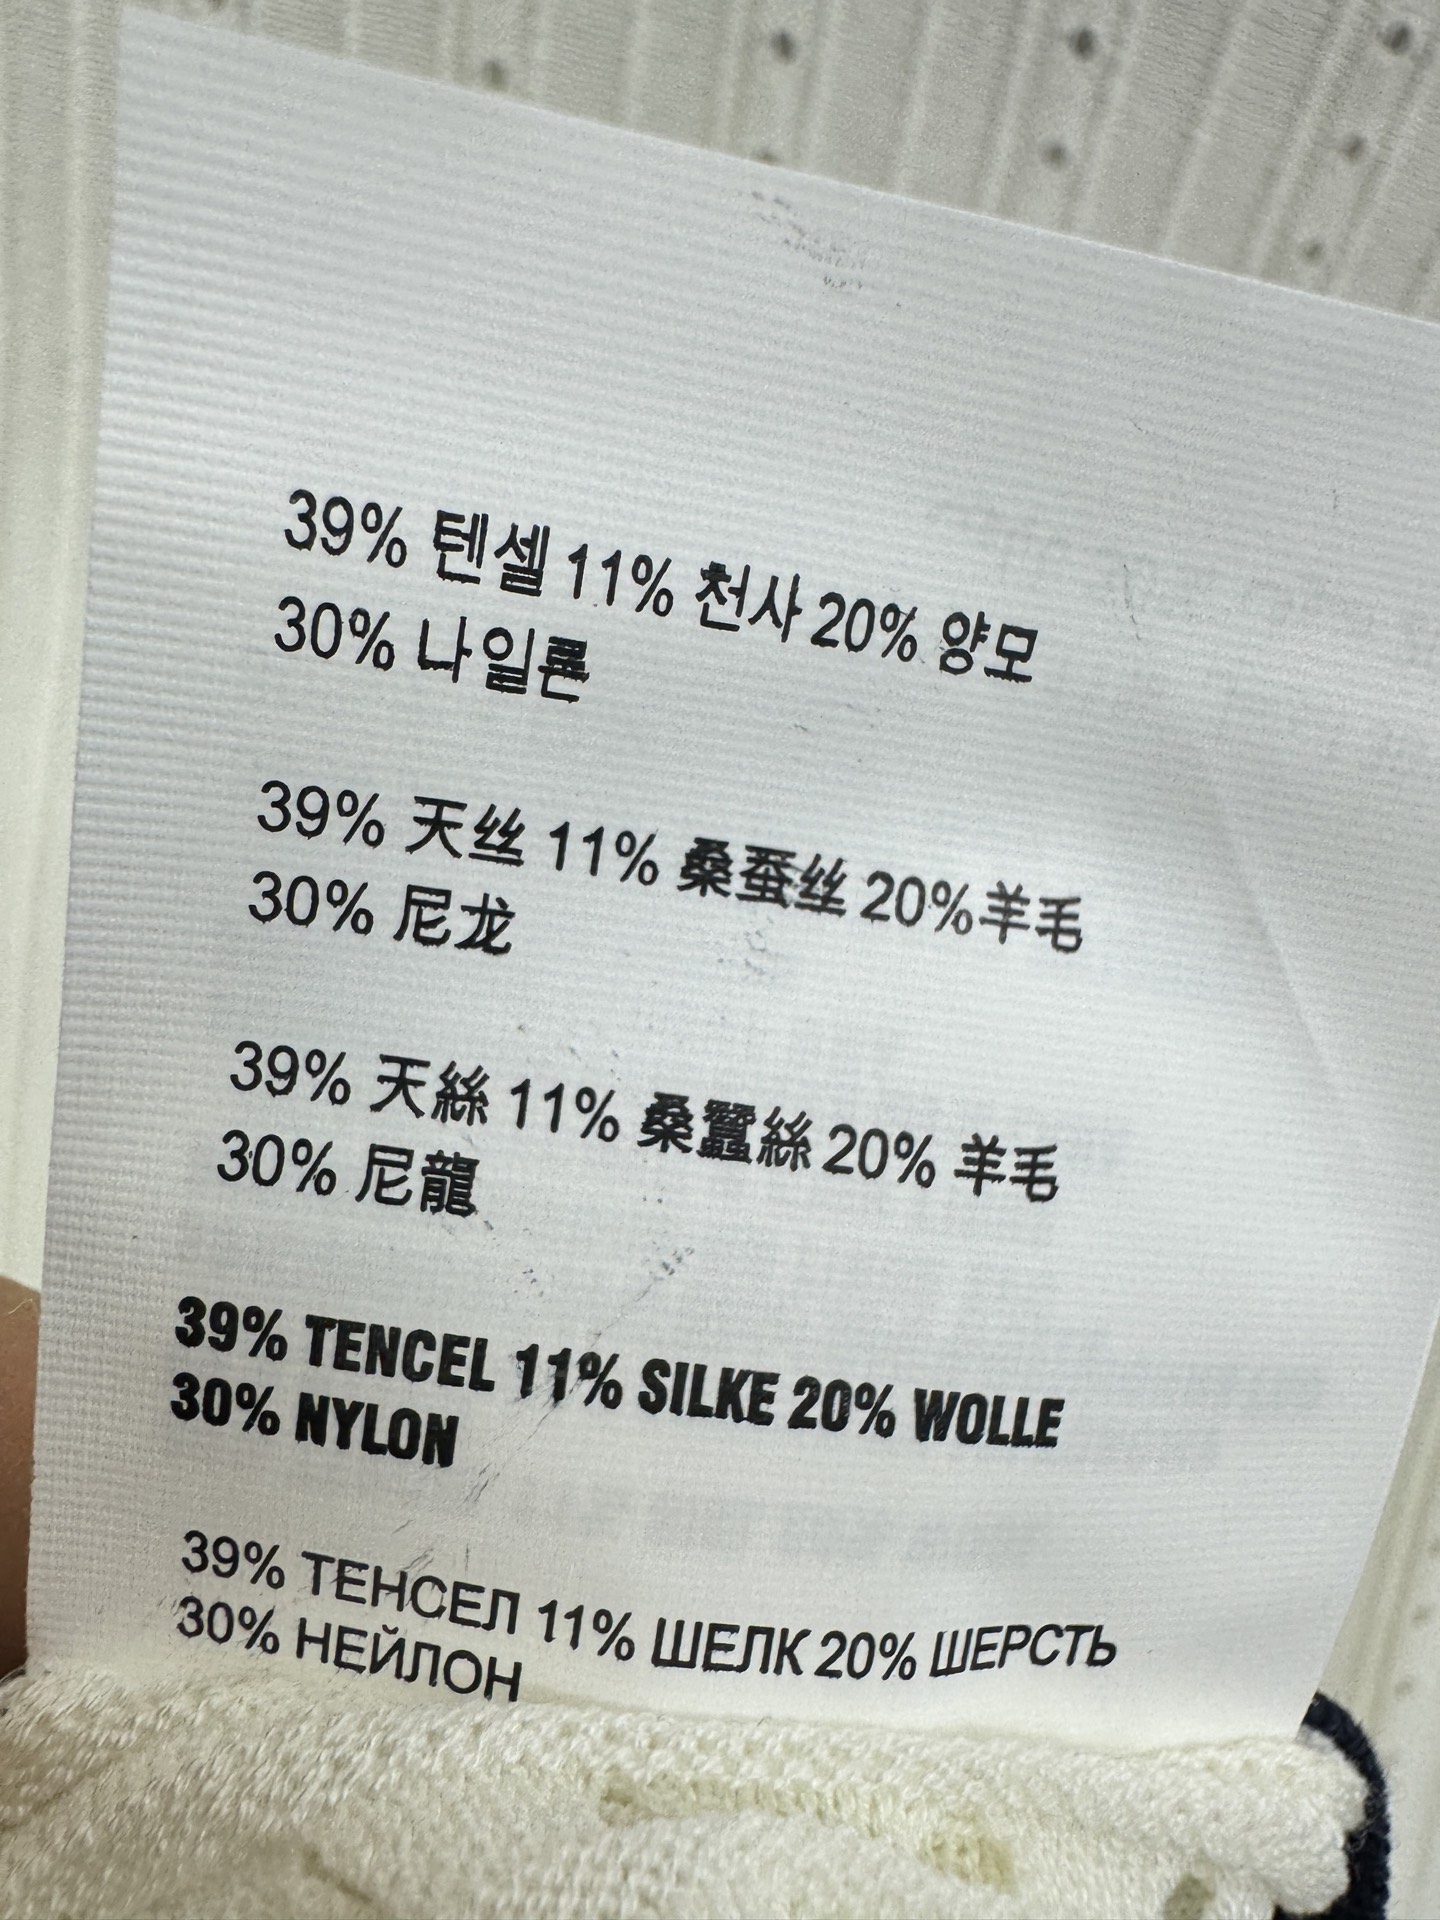 39% 텐셀 11% 천사 20% 양모
30% 나일론
39% 天丝 11% 桑蚕丝 20%羊毛
30% 尼龙
39% 天絲 11% 桑蠶絲 20% 羊毛
30% 尼龍
39% TENCEL 11% SILKE 20% WOLLE
30% NYLON
39% ТЕНСЕЛ 11% ШЕЛК 20% ШЕРСТЬ
30% НЕЙЛОН